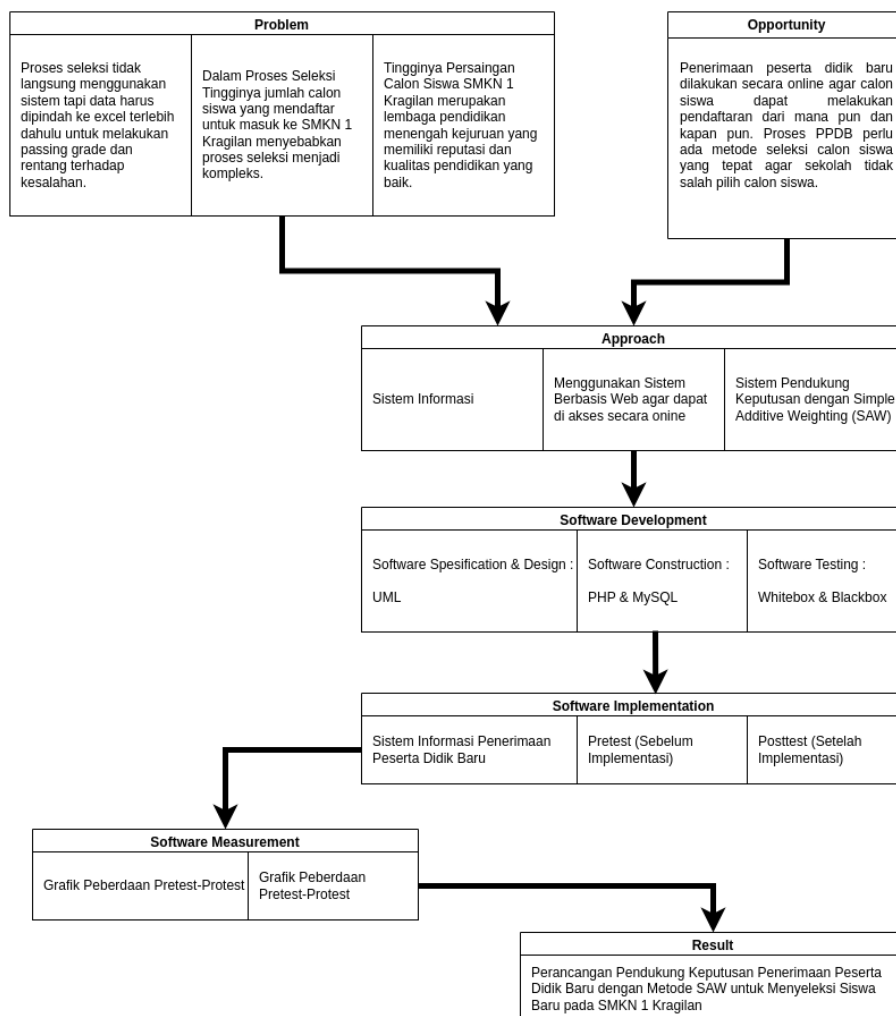 Problem
Proses seleksi tidak
langsung menggunakan
sistem tapi data harus
dipindah ke excel terlebih
dahulu untuk melakukan
passing grade dan
rentang terhadap
kesalahan.
Dalam Proses Seleksi
Tingginya jumlah calon
siswa yang mendaftar
untuk masuk ke SMKN 1
Kragilan menyebabkan
proses seleksi menjadi
kompleks.
Tingginya Persaingan
Calon Siswa SMKN 1
Kragilan merupakan
lembaga pendidikan
menengah kejuruan yang
memiliki reputasi dan
kualitas pendidikan yang
baik.
Opportunity
Penerimaan peserta didik baru
dilakukan secara online agar calon
siswa dapat melakukan
pendaftaran dari mana pun dan
kapan pun. Proses PPDB perlu
ada metode seleksi calon siswa
yang tepat agar sekolah tidak
salah pilih calon siswa.
Approach
Sistem Informasi
Menggunakan Sistem
Berbasis Web agar dapat
di akses secara onine
Sistem Pendukung
Keputusan dengan Simple
Additive Weighting (SAW)
Software Development
Software Spesification & Design :
UML
Software Construction :
PHP & MySQL
Software Testing :
Whitebox & Blackbox
Software Implementation
Sistem Informasi Penerimaan
Peserta Didik Baru
Pretest (Sebelum
Implementasi)
Posttest (Setelah
Implementasi)
Software Measurement
Grafik Peberdaan Pretest-Protest
Grafik Peberdaan
Pretest-Protest
Result
Perancangan Pendukung Keputusan Penerimaan Peserta
Didik Baru dengan Metode SAW untuk Menyeleksi Siswa
Baru pada SMKN 1 Kragilan